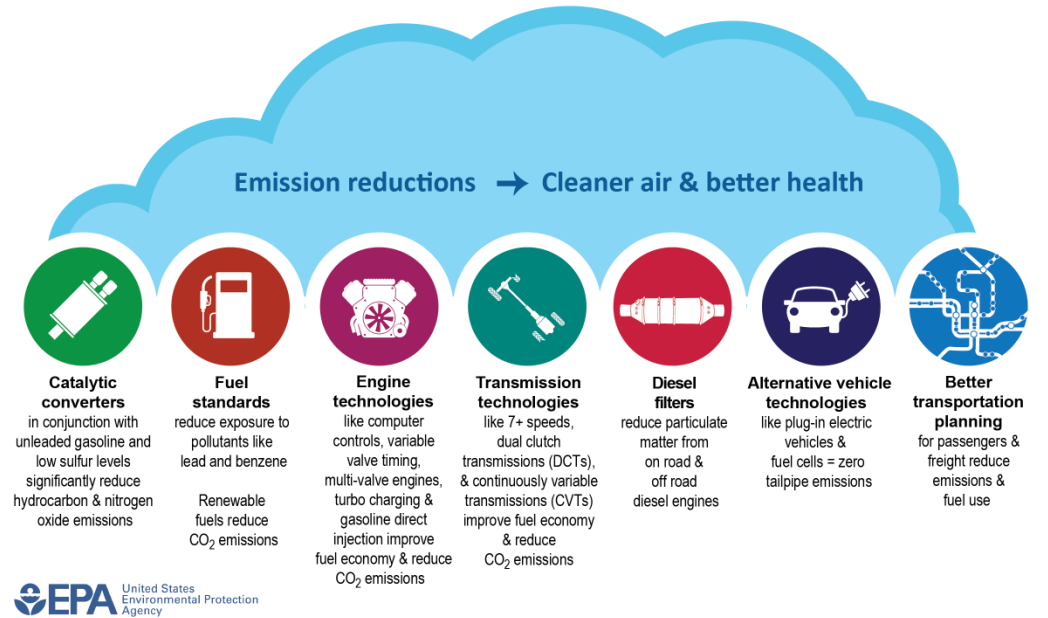 Emission reductions → Cleaner air & better health
Catalytic
converters
in conjunction with
unleaded gasoline and
low sulfur levels
significantly reduce
hydrocarbon & nitrogen
oxide emissions
Fuel
standards
reduce exposure to
pollutants like
lead and benzene
Renewable
fuels reduce
CO2 emissions
Engine
technologies
like computer
controls, variable
valve timing,
multi-valve engines,
turbo charging &
gasoline direct
injection improve
fuel economy & reduce
CO2 emissions
Transmission
technologies
like 7+ speeds,
dual clutch
transmissions (DCTs),
& continuously variable
transmissions (CVTs)
improve fuel economy
& reduce
CO2 emissions
Diesel
filters
reduce particulate
matter from
on road &
off road
diesel engines
Alternative vehicle
technologies
like plug-in electric
vehicles &
fuel cells = zero
tailpipe emissions
Better
transportation
planning
for passengers &
freight reduce
emissions &
fuel use
EPA
United States
Environmental Protection
Agency